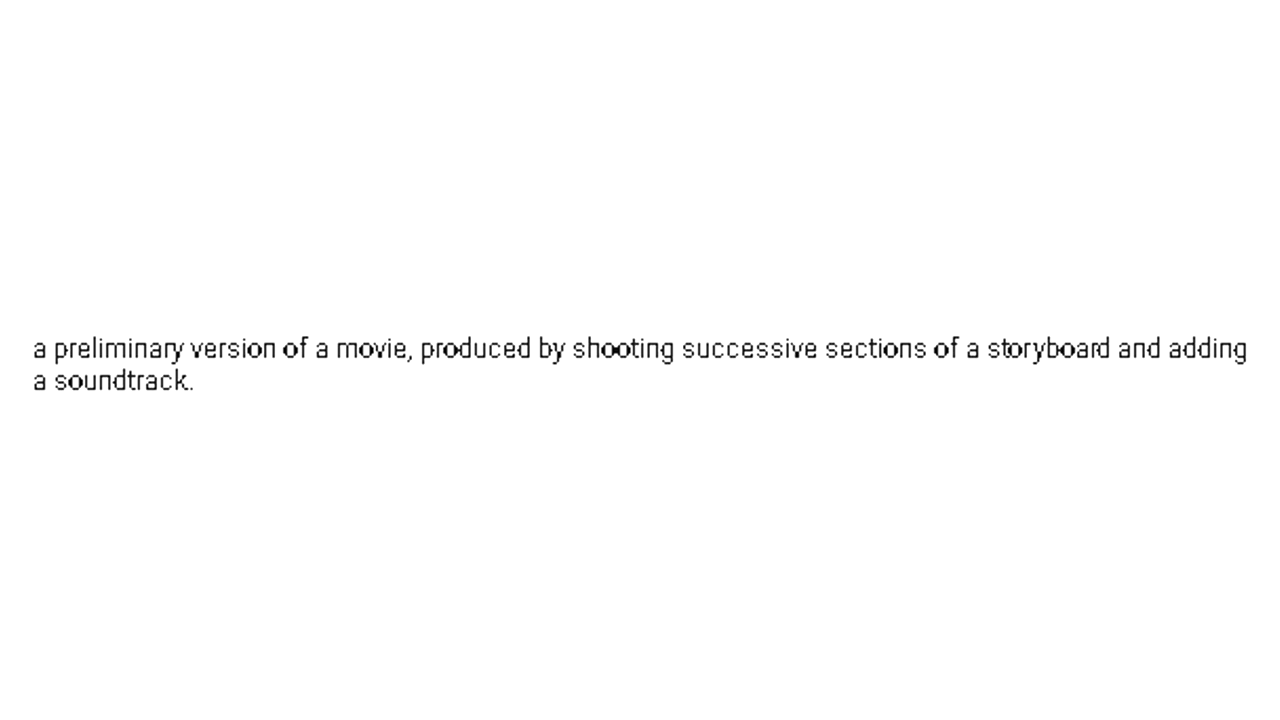 a preliminary version of a movie, produced by shooting successive sections of a storyboard and adding
a soundtrack.